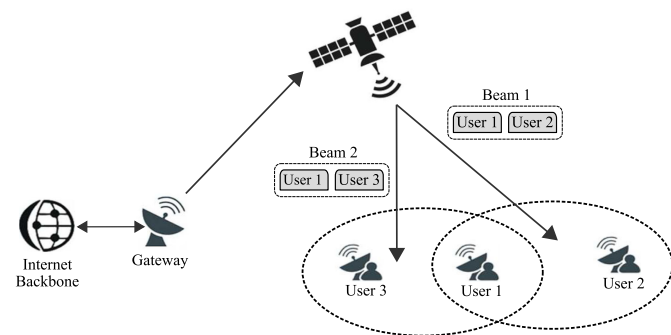 Beam 1
User 1 User 2
Beam 2
User 1 User 3
Internet
Backbone
Gateway
User 3
User 1
User 2